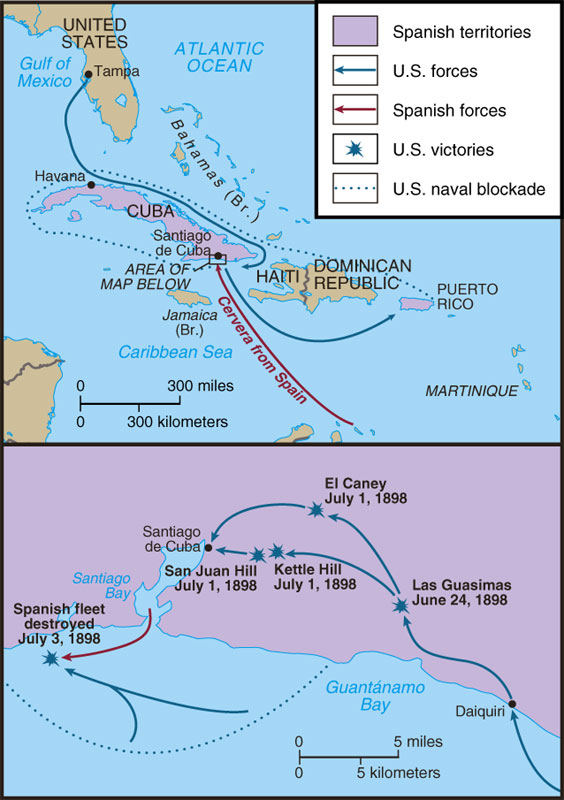 UNITED
STATES
Gulf of
Mexico
Tampa
ATLANTIC
OCEAN
Bahamas (Br.)
Havana
CUBA
Santiago
de Cuba
AREA OF
MAP BELOW
HAITI
DOMINICAN
REPUBLIC
PUERTO
RICO
Jamaica
(Br.)
Cervera from Spain
Caribbean Sea
MARTINIQUE
0 300 miles
0 300 kilometers
Spanish territories
U.S. forces
Spanish forces
U.S. victories
U.S. naval blockade
El Caney
July 1, 1898
Santiago
de Cuba
San Juan Hill
July 1, 1898
Kettle Hill
July 1, 1898
Las Guasimas
June 24, 1898
Santiago
Bay
Spanish fleet
destroyed
July 3, 1898
Guantánamo
Bay
Daiquiri
0 5 miles
0 5 kilometers